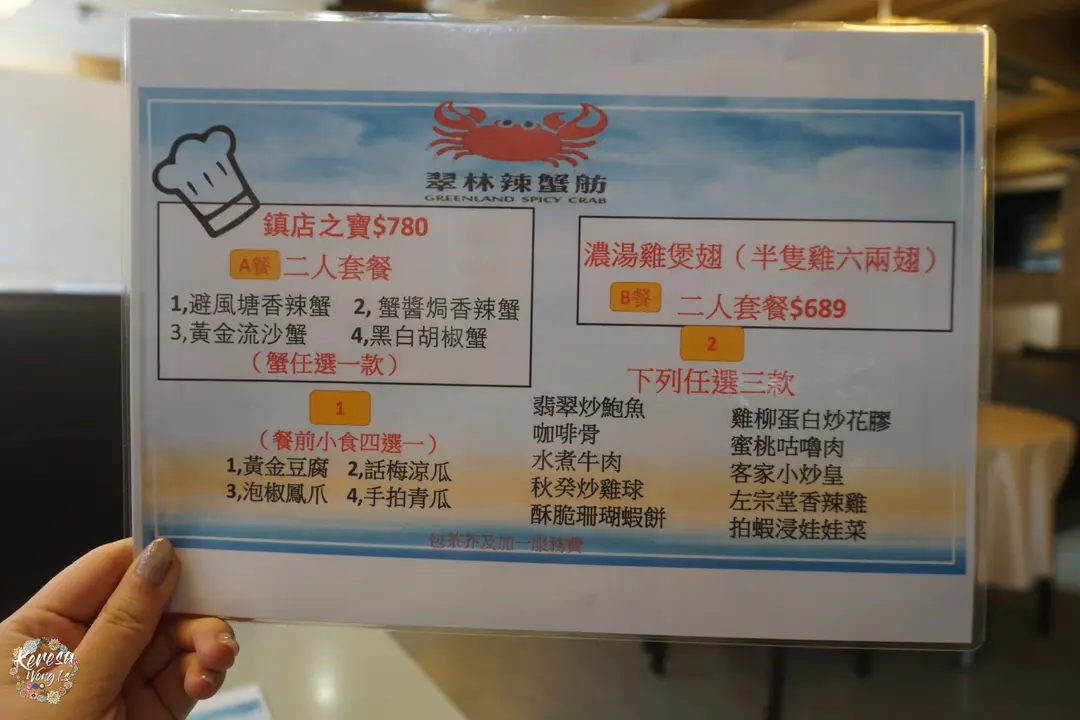 翠林辣蟹舫
GREENLAND SPICY CRAB
鎮店之寶$780
A餐 二人套餐
1,避風塘香辣蟹 2, 蟹醬焗香辣蟹
3,黃金流沙蟹 4,黑白胡椒蟹
（蟹任選一款）
1
（餐前小食四選一）
1,黃金豆腐 2,話梅涼瓜
3,泡椒鳳爪 4,手拍青瓜
濃湯雞煲翅（半隻雞六兩翅）
B餐 二人套餐$689
2
下列任選三款
翡翠炒鮑魚
咖啡骨
水煮牛肉
秋葵炒雞球
酥脆珊瑚蝦餅
雞柳蛋白炒花膠
蜜桃咕嚕肉
客家小炒皇
左宗堂香辣雞
拍蝦浸娃娃菜
包茶芥及加一服務費
Keresa
Wong Ls